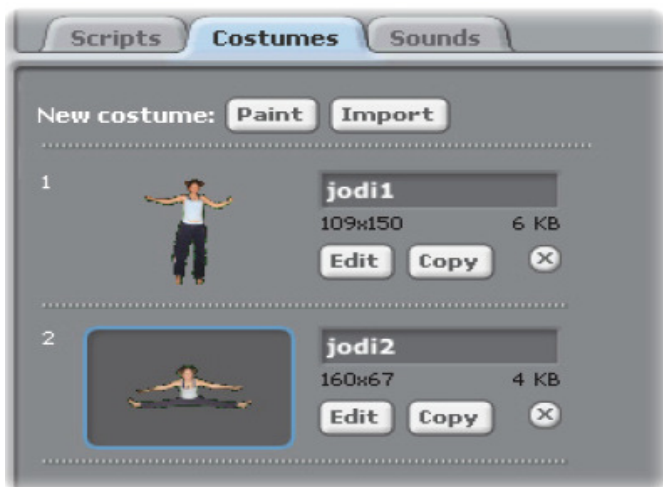 Scripts Costumes Sounds
New costume: Paint Import
1
jodi1
109x150 6 KB
Edit Copy X
2
jodi2
160x67 4 KB
Edit Copy X